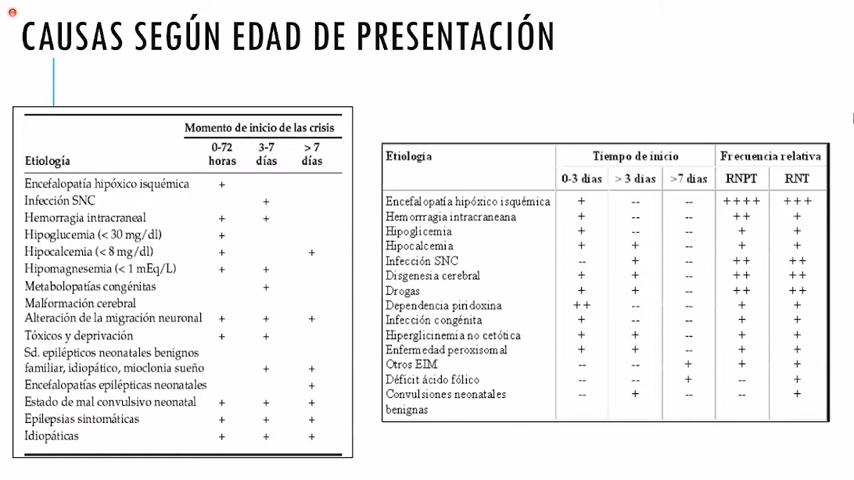 CAUSAS SEGÚN EDAD DE PRESENTACIÓN
Momento de inicio de las crisis
Etiología 0-72 horas 3-7 días > 7 días
Encefalopatía hipóxico isquémica +
Infección SNC +
Hemorragia intracraneal + +
Hipoglucemia (< 30 mg/dl) +
Hipocalcemia (< 8 mg/dl) + +
Hipomagnesemia (< 1 mEq/L) + +
Metabolopatías congénitas +
Malformación cerebral
Alteración de la migración neuronal + + +
Tóxicos y deprivación + +
Sd. epilépticos neonatales benignos
familiar, idiopático, mioclonia sueño + +
Encefalopatías epilépticas neonatales +
Estado de mal convulsivo neonatal + + +
Epilepsias sintomáticas + + +
Idiopáticas + + +
Etiología Tiempo de inicio Frecuencia relativa
0-3 dias > 3 dias >7 dias RNPT RNT
Encefalopatía hipóxico isquémica + -- -- ++++ +++
Hemorragia intracraneana + -- -- ++ +
Hipoglicemia + -- -- + +
Hipocalcemia + + -- + +
Infección SNC -- + -- ++ ++
Disgenesia cerebral + + -- ++ ++
Drogas + + -- ++ ++
Dependencia piridoxina ++ -- -- + +
Infección congénita + -- -- + +
Hiperglicinemia no cetótica + + -- + +
Enfermedad peroxisomal + + -- + +
Otros EIM -- -- + + +
Déficit ácido fólico -- -- + -- +
Convulsiones neonatales -- + -- -- +
benignas